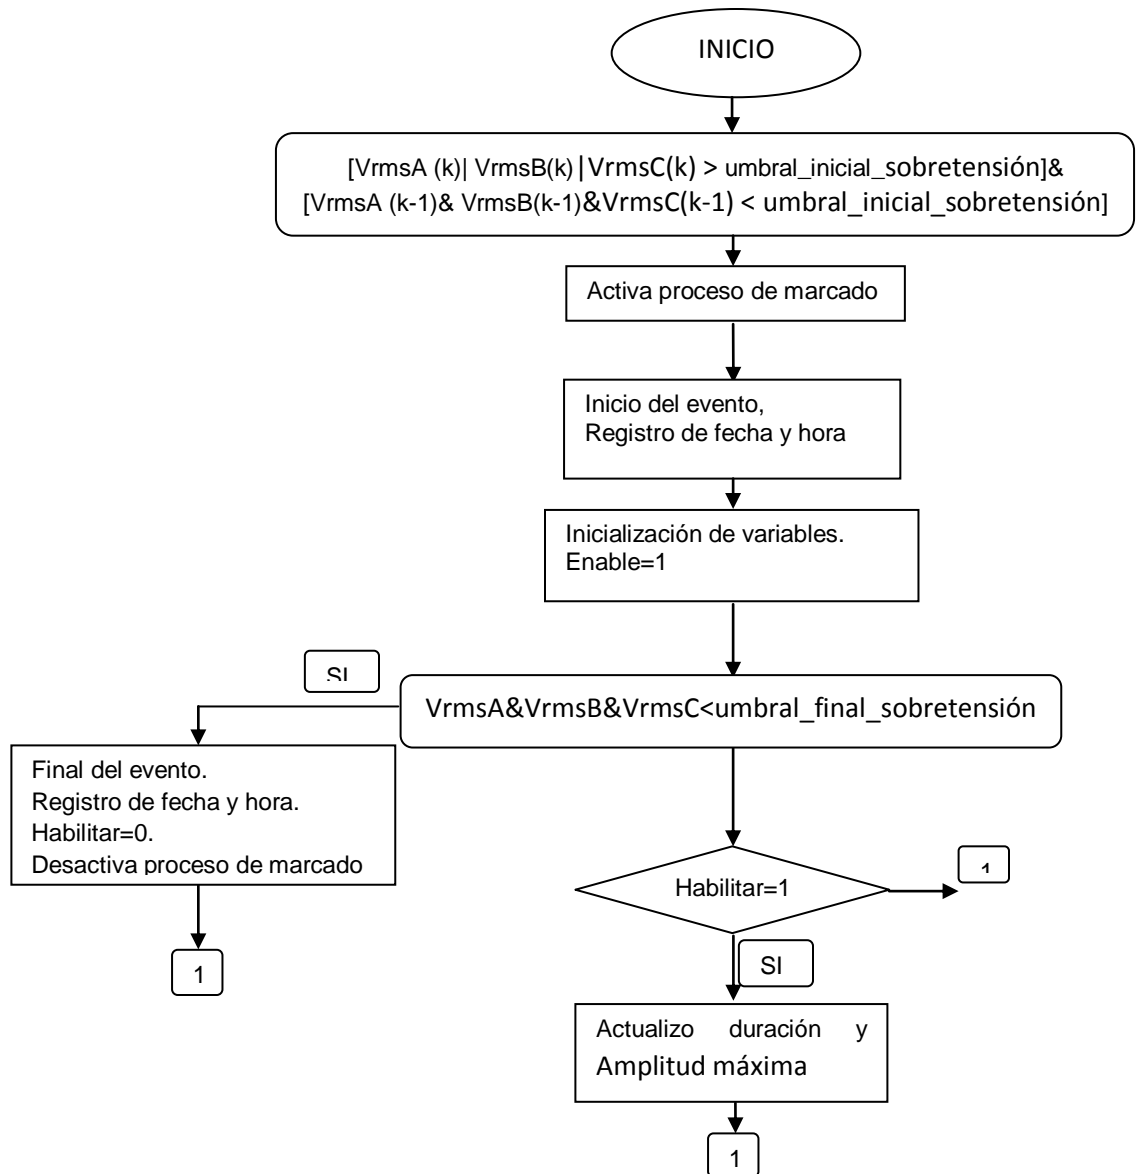 INICIO
[VrmsA (k)| VrmsB(k)|VrmsC(k) > umbral_inicial_sobretensión]&
[VrmsA (k-1)& VrmsB(k-1)&VrmsC(k-1) < umbral_inicial_sobretensión]
Activa proceso de marcado
Inicio del evento,
Registro de fecha y hora
Inicialización de variables.
Enable=1
SI
VrmsA&VrmsB&VrmsC<umbral_final_sobretensión
Final del evento.
Registro de fecha y hora.
Habilitar=0.
Desactiva proceso de marcado
1
Habilitar=1
1
SI
Actualizo duración y
Amplitud máxima
1